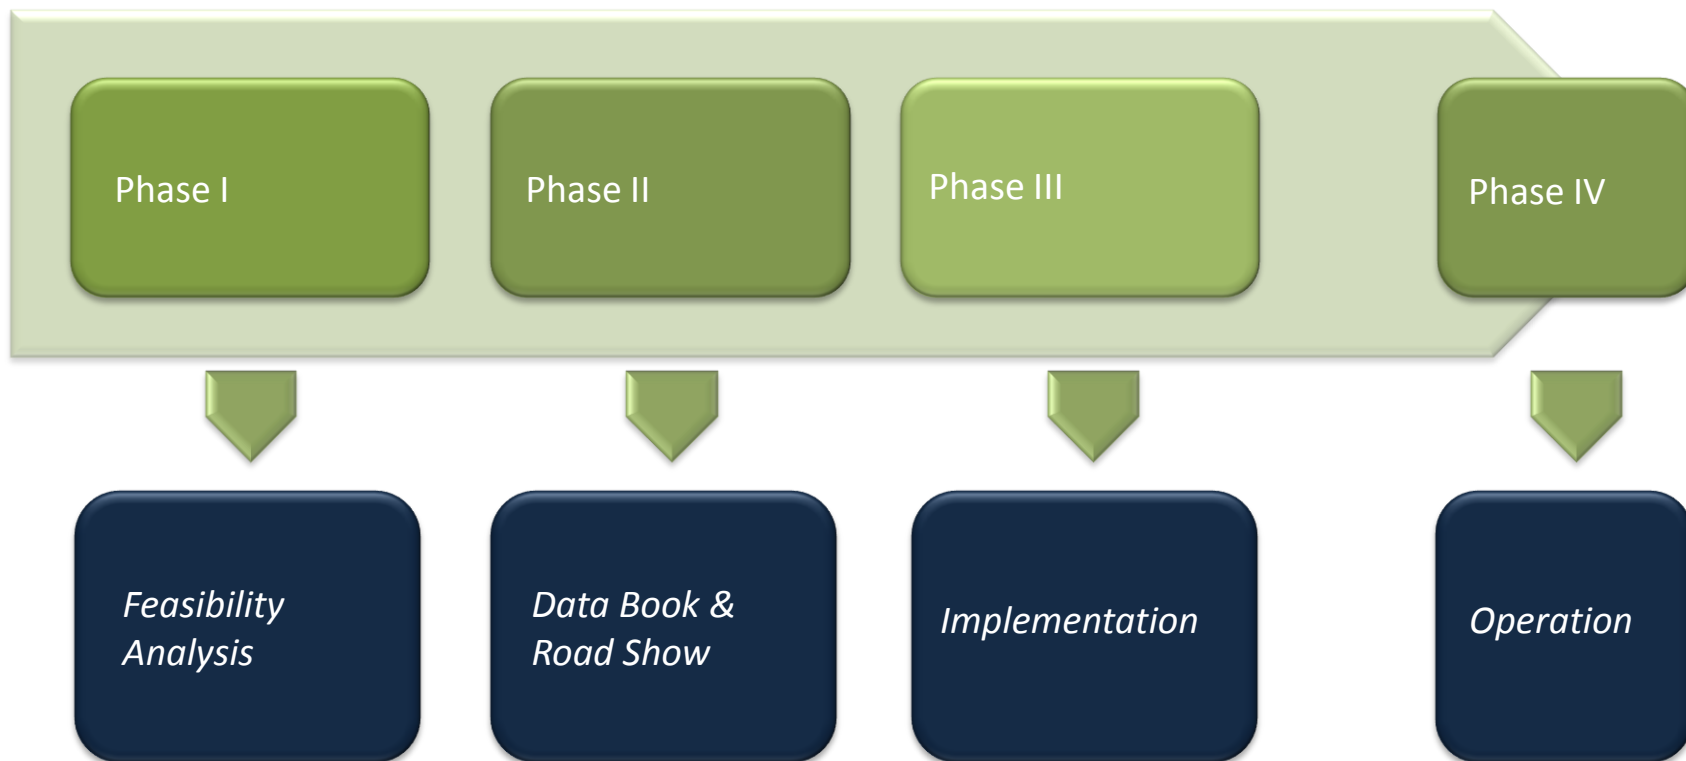 Phase I
Phase II
Phase III
Phase IV
Feasibility
Analysis
Data Book &
Road Show
Implementation
Operation